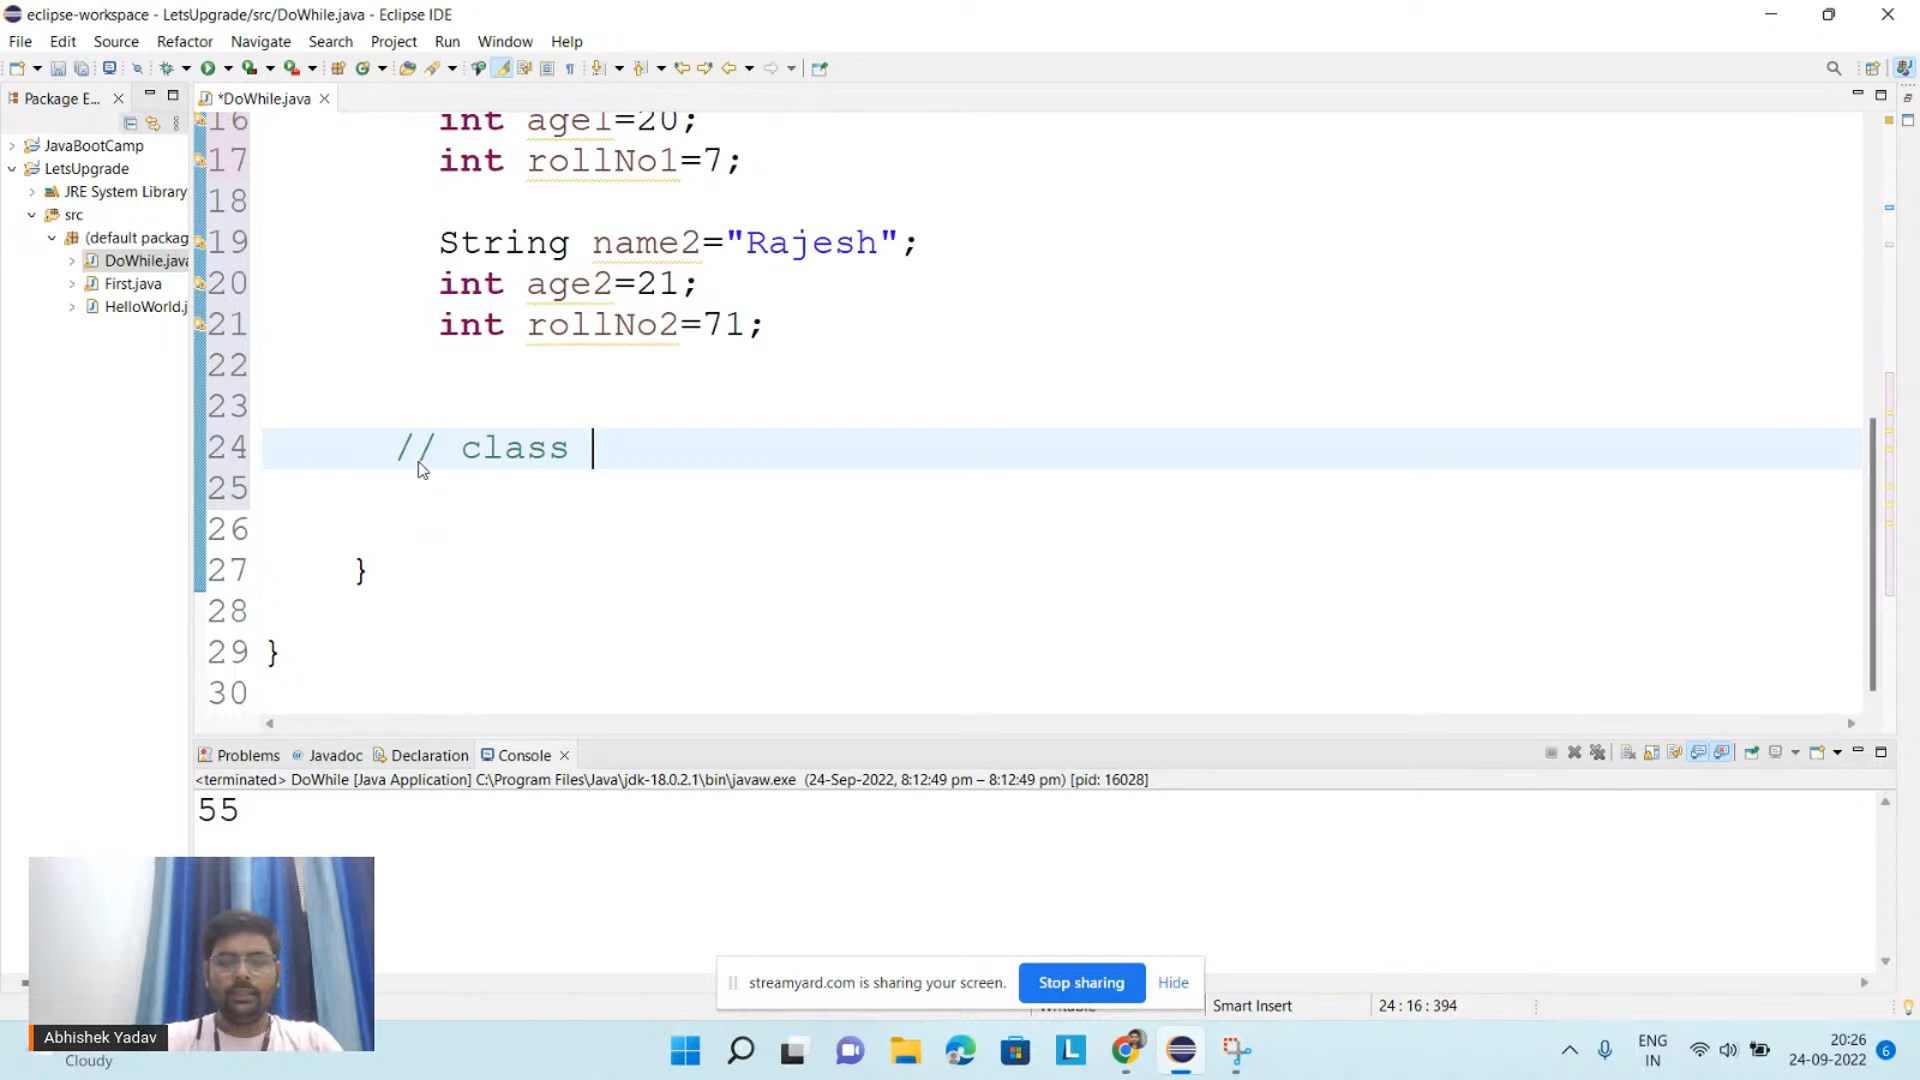 eclipse-workspace - LetsUpgrade/src/DoWhile.java - Eclipse IDE
File Edit Source Refactor Navigate Search Project Run Window Help
Package E... *DoWhile.java
JavaBootCamp
LetsUpgrade
JRE System Library
src
(default packag
DoWhile.java
First.java
HelloWorld.j
16 int age1=20;
17 int rollNo1=7;
18
19 String name2="Rajesh";
20 int age2=21;
21 int rollNo2=71;
22
23
24 // class
25
26
27 }
28
29 }
30
Problems Javadoc Declaration Console
<terminated> DoWhile [Java Application] C:\Program Files\Java\jdk-18.0.2.1\bin\javaw.exe (24-Sep-2022, 8:12:49 pm – 8:12:49 pm) [pid: 16028]
55
streamyard.com is sharing your screen. Stop sharing Hide
Smart Insert 24 : 16 : 394
Abhishek Yadav
Cloudy
ENG
IN
20:26
24-09-2022
6